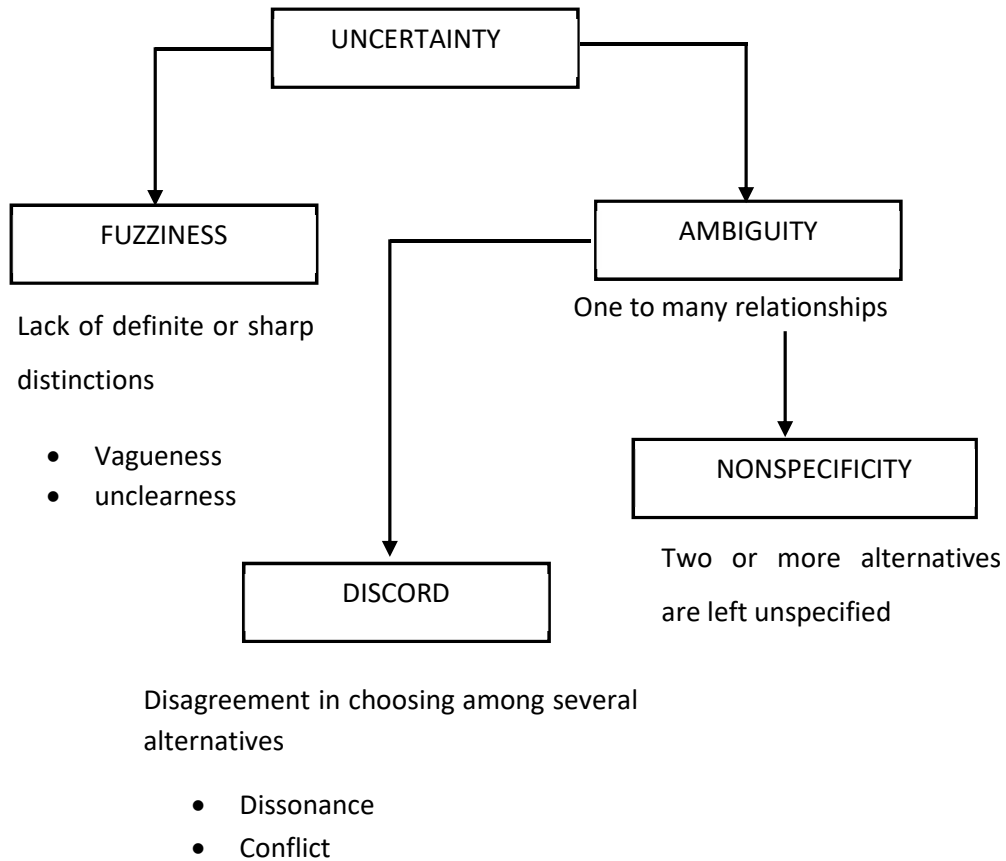 UNCERTAINTY
FUZZINESS
Lack of definite or sharp
distinctions
• Vagueness
• unclearness
AMBIGUITY
One to many relationships
NONSPECIFICITY
Two or more alternatives
are left unspecified
DISCORD
Disagreement in choosing among several
alternatives
• Dissonance
• Conflict